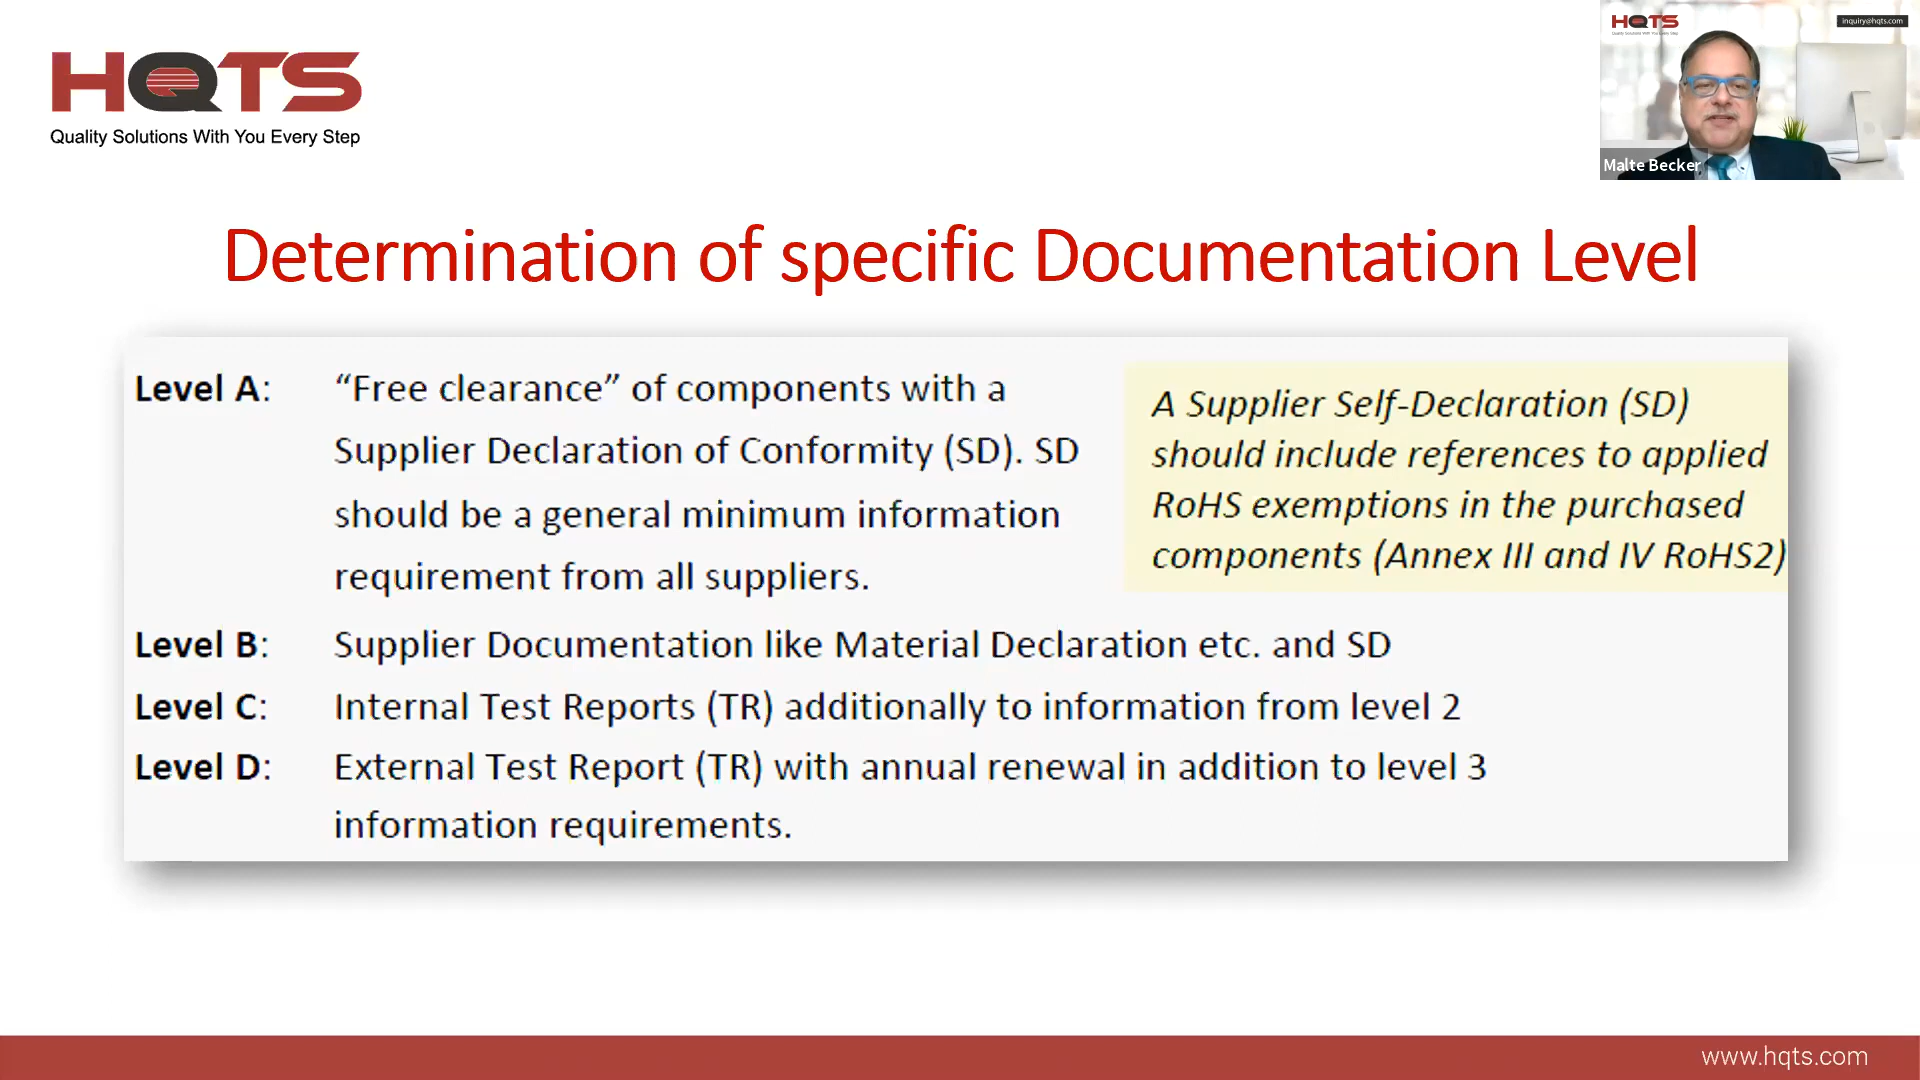 HQTS
Quality Solutions With You Every Step
HQTS
inquiry@hqts.com
Malte Becker
Determination of specific Documentation Level
Level A: “Free clearance” of components with a
Supplier Declaration of Conformity (SD). SD
should be a general minimum information
requirement from all suppliers.
A Supplier Self-Declaration (SD)
should include references to applied
RoHS exemptions in the purchased
components (Annex III and IV RoHS2)
Level B: Supplier Documentation like Material Declaration etc. and SD
Level C: Internal Test Reports (TR) additionally to information from level 2
Level D: External Test Report (TR) with annual renewal in addition to level 3
information requirements.
www.hqts.com